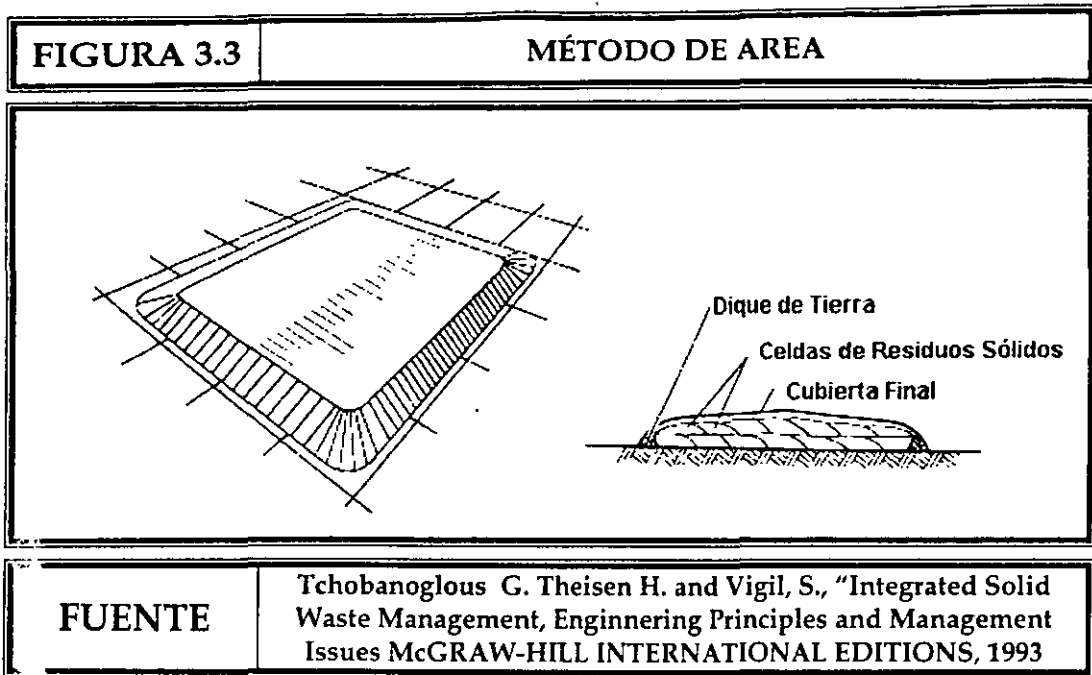 FIGURA 3.3
MÉTODO DE AREA
Dique de Tierra
Celdas de Residuos Sólidos
Cubierta Final
FUENTE
Tchobanoglous G. Theisen H. and Vigil, S., "Integrated Solid
Waste Management, Enginnering Principles and Management
Issues McGRAW-HILL INTERNATIONAL EDITIONS, 1993